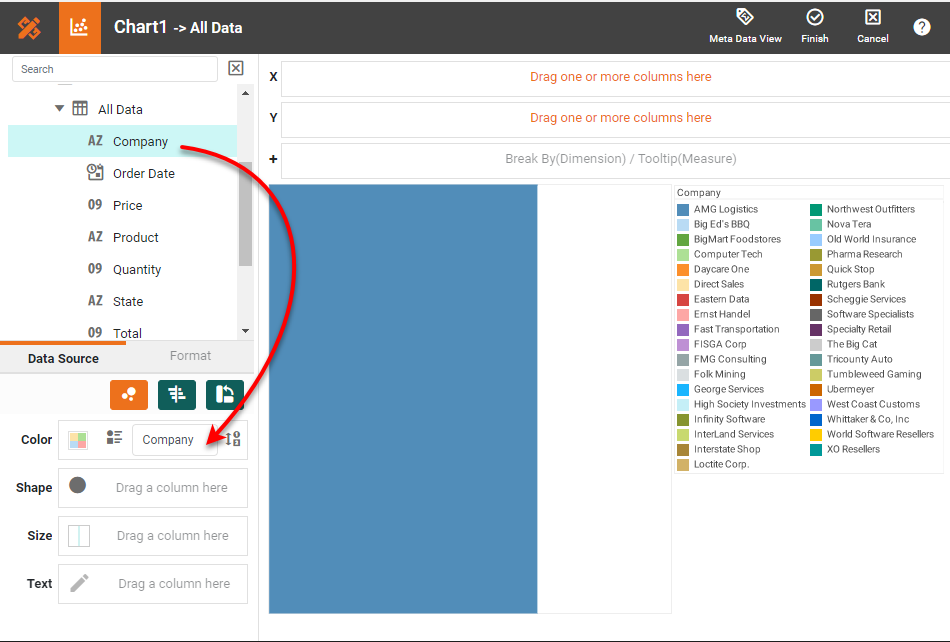 Chart1 -> All Data
Meta Data View
Finish
Cancel
?
Search
All Data
AZ Company
Order Date
09 Price
AZ Product
09 Quantity
AZ State
09 Total
Data Source
Format
Color
Company
Shape
Drag a column here
Size
Drag a column here
Text
Drag a column here
X
Drag one or more columns here
Y
Drag one or more columns here
+
Break By(Dimension) / Tooltip(Measure)
Company
AMG Logistics
Big Ed's BBQ
BigMart Foodstores
Computer Tech
Daycare One
Direct Sales
Eastern Data
Ernst Handel
Fast Transportation
FISGA Corp
FMG Consulting
Folk Mining
George Services
High Society Investments
Infinity Software
InterLand Services
Interstate Shop
Loctite Corp.
Northwest Outfitters
Nova Tera
Old World Insurance
Pharma Research
Quick Stop
Rutgers Bank
Scheggie Services
Software Specialists
Specialty Retail
The Big Cat
Tricounty Auto
Tumbleweed Gaming
Ubermeyer
West Coast Customs
Whittaker & Co, Inc
World Software Resellers
XO Resellers